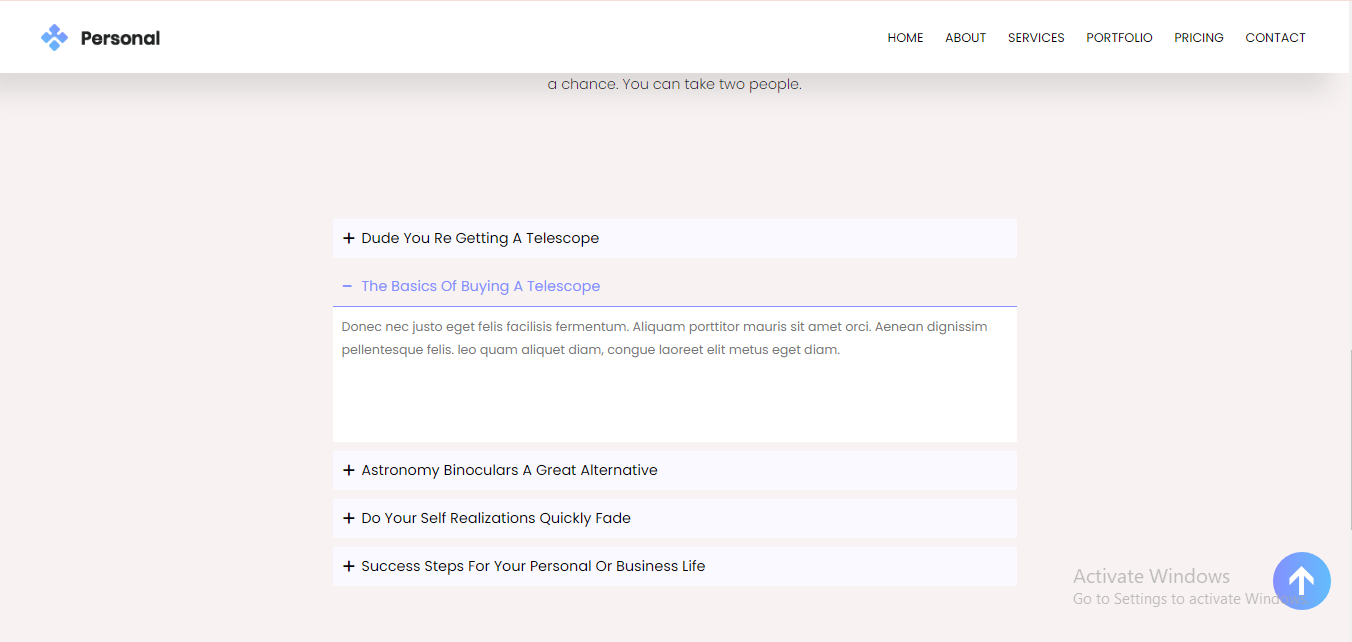 Personal
HOME ABOUT SERVICES PORTFOLIO PRICING CONTACT
a chance. You can take two people.
+ Dude You Re Getting A Telescope
− The Basics Of Buying A Telescope
Donec nec justo eget felis facilisis fermentum. Aliquam porttitor mauris sit amet orci. Aenean dignissim
pellentesque felis. leo quam aliquet diam, congue laoreet elit metus eget diam.
+ Astronomy Binoculars A Great Alternative
+ Do Your Self Realizations Quickly Fade
+ Success Steps For Your Personal Or Business Life
Activate Windows
Go to Settings to activate Windows.